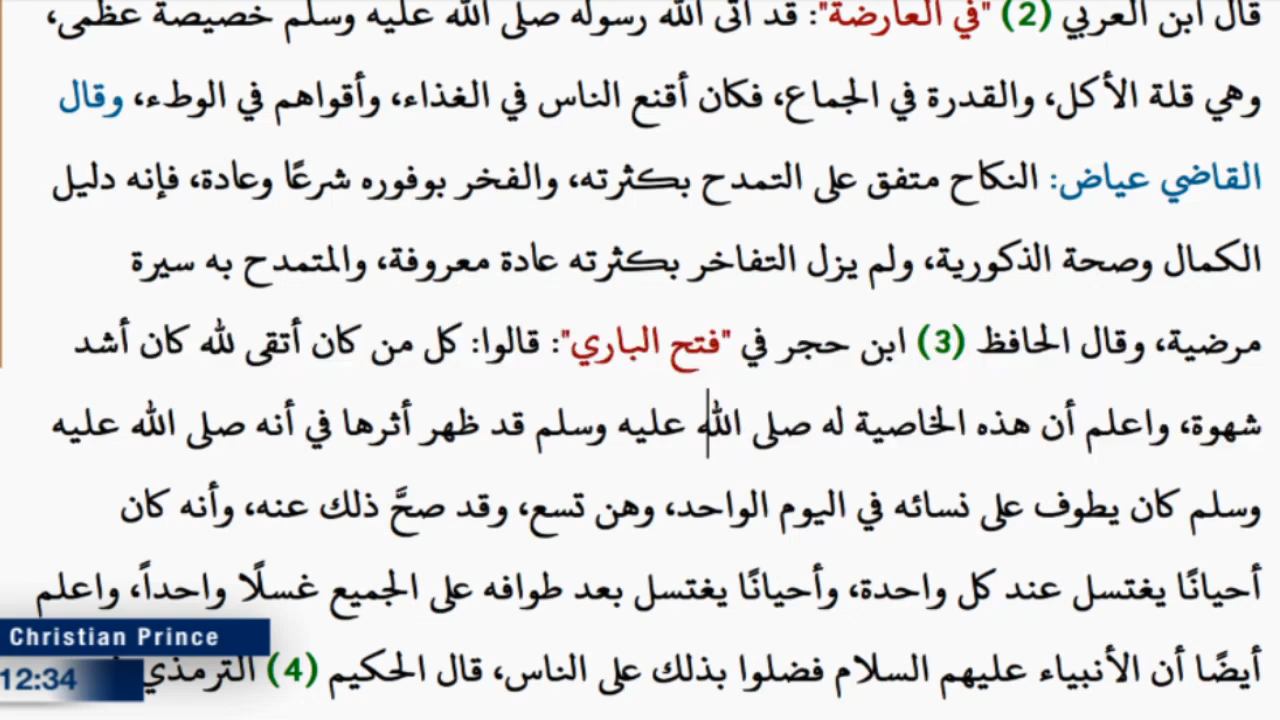 قال ابن العربي (2) "في العارضة": قد آتى الله رسوله صلى الله عليه وسلم خصيصة عظمى،
وهي قلة الأكل، والقدرة في الجماع، فكان أقنع الناس في الغذاء، وأقواهم في الوطء، وقال
القاضي عياض: النكاح متفق على التمدح بكثرته، والفخر بوفوره شرعًا وعادة، فإنه دليل
الكمال وصحة الذكورية، ولم يزل التفاخر بكثرته عادة معروفة، والمتمدح به سيرة
مرضية، وقال الحافظ (3) ابن حجر في "فتح الباري": قالوا: كل من كان أتقى لله كان أشد
شهوة، واعلم أن هذه الخاصية له صلى الله عليه وسلم قد ظهر أثرها في أنه صلى الله عليه
وسلم كان يطوف على نسائه في اليوم الواحد، وهن تسع، وقد صحَّ ذلك عنه، وأنه كان
أحيانًا يغتسل عند كل واحدة، وأحيانًا يغتسل بعد طوافه على الجميع غسلًا واحداً، واعلم
أيضًا أن الأنبياء عليهم السلام فضلوا بذلك على الناس، قال الحكيم (4) الترمذي
Christian Prince
12:34